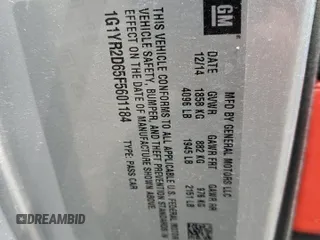 GM
MFD BY GENERAL MOTORS LLC
DATE GVWR GAWR FRT GAWR RR
12/14 1858 KG 882 KG 976 KG
4096 LB 1945 LB 2151 LB
THIS VEHICLE CONFORMS TO ALL APPLICABLE U.S. FEDERAL MOTOR
VEHICLE SAFETY, BUMPER, AND THEFT PREVENTION STANDARDS IN
EFFECT ON THE DATE OF MANUFACTURE SHOWN ABOVE.
1G1YR2D65F5601184 TYPE: PASS CAR
DREAMBID